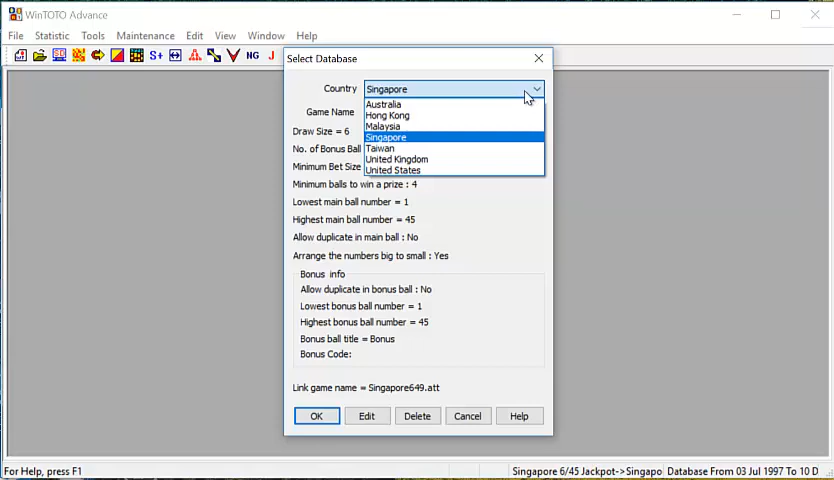 WinTOTO Advance
File Statistic Tools Maintenance Edit View Window Help
S+ NG J
Select Database
Country Singapore
Australia
Hong Kong
Malaysia
Singapore
Taiwan
United Kingdom
United States
Game Name
Draw Size = 6
No. of Bonus Ball
Minimum Bet Size
Minimum balls to win a prize : 4
Lowest main ball number = 1
Highest main ball number = 45
Allow duplicate in main ball : No
Arrange the numbers big to small : Yes
Bonus info
Allow duplicate in bonus ball : No
Lowest bonus ball number = 1
Highest bonus ball number = 45
Bonus ball title = Bonus
Bonus Code:
Link game name = Singapore649.att
OK Edit Delete Cancel Help
For Help, press F1 Singapore 6/45 Jackpot->Singapo Database From 03 Jul 1997 To 10 D